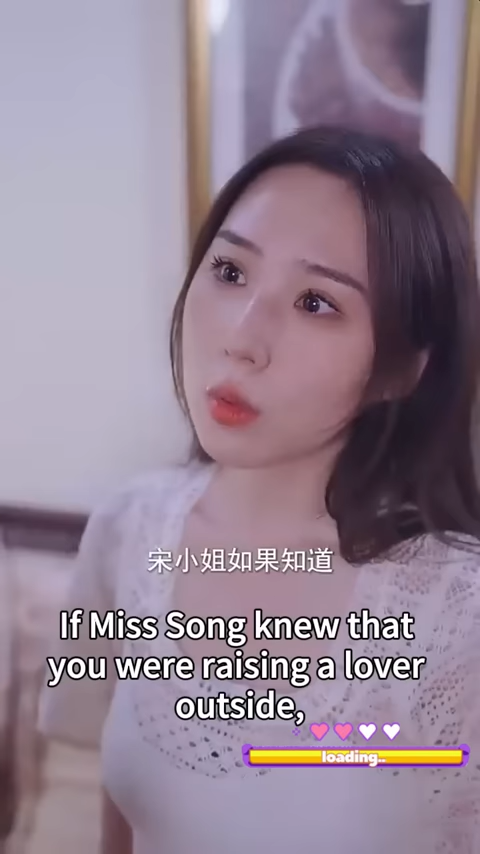 宋小姐如果知道
If Miss Song knew that
you were raising a lover
outside,
loading..